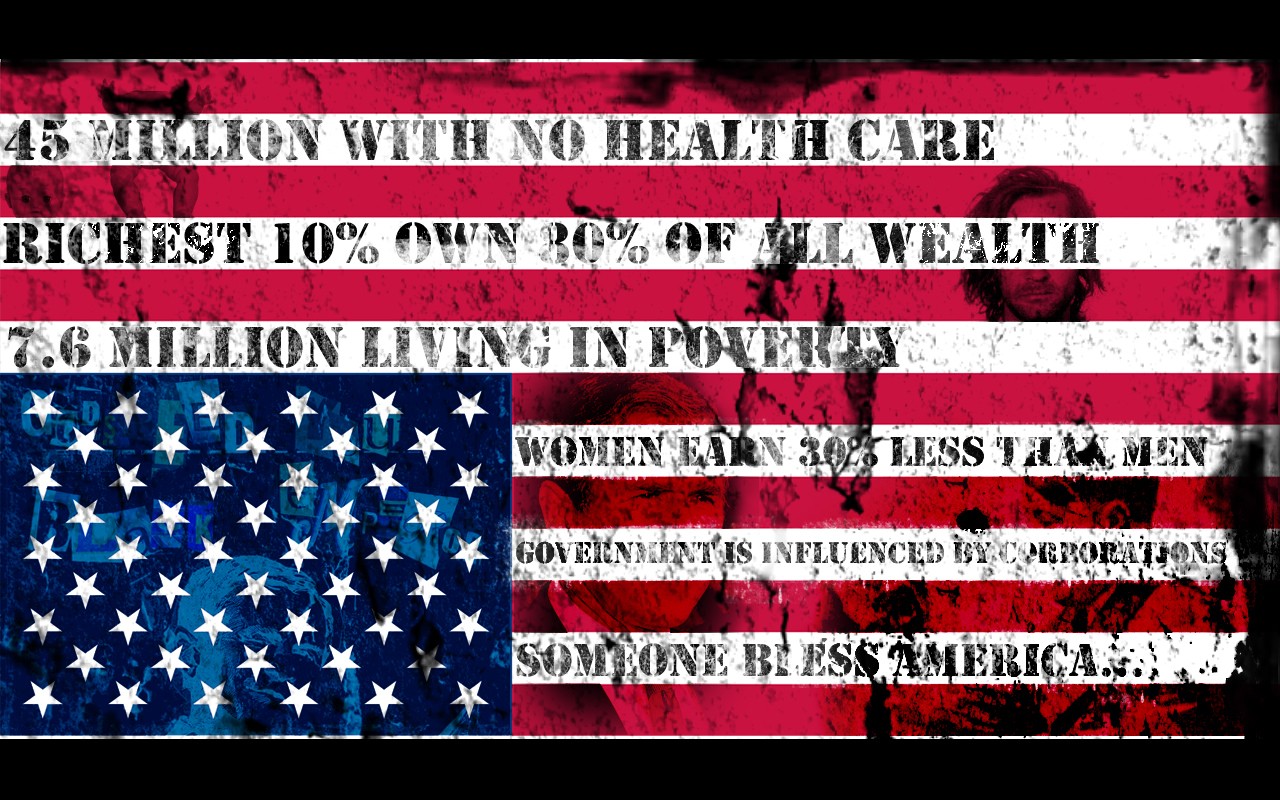 45 MILLION WITH NO HEALTH CARE
RICHEST 10% OWN 80% OF ALL WEALTH
7.6 MILLION LIVING IN POVERTY
WOMEN EARN 30% LESS THAN MEN
GOVERNMENT IS INFLUENCED BY CORPORATIONS
SOMEONE BLESS AMERICA...